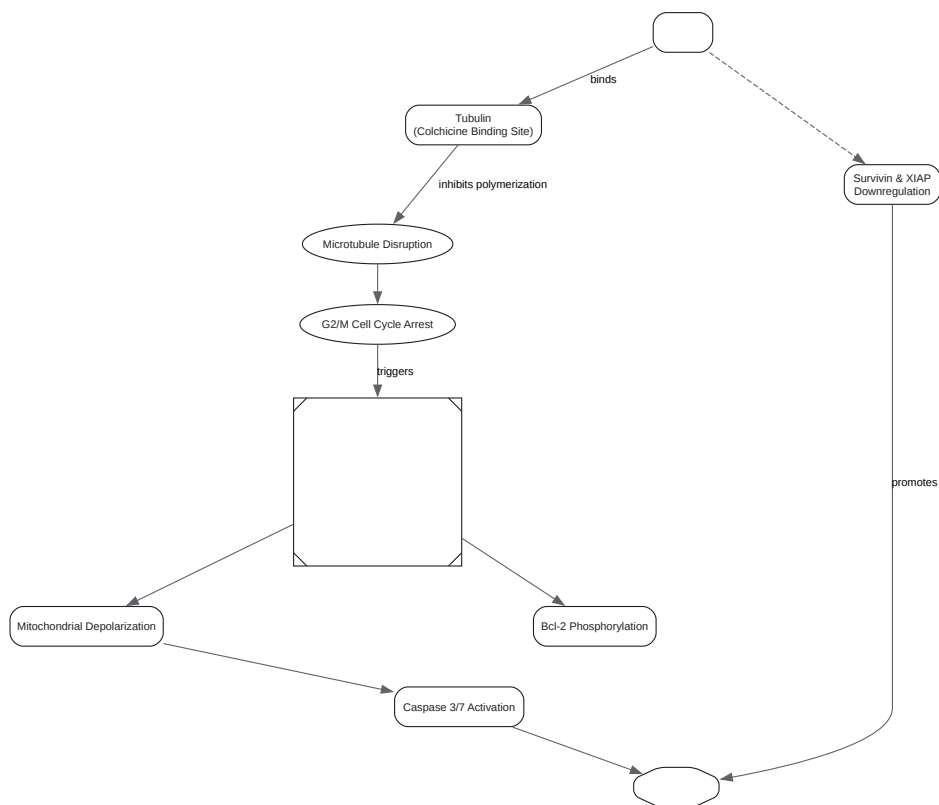 binds
Tubulin
(Colchicine Binding Site)
Survivin & XIAP
Downregulation
inhibits polymerization
Microtubule Disruption
G2/M Cell Cycle Arrest
triggers
promotes
Mitochondrial Depolarization
Bcl-2 Phosphorylation
Caspase 3/7 Activation